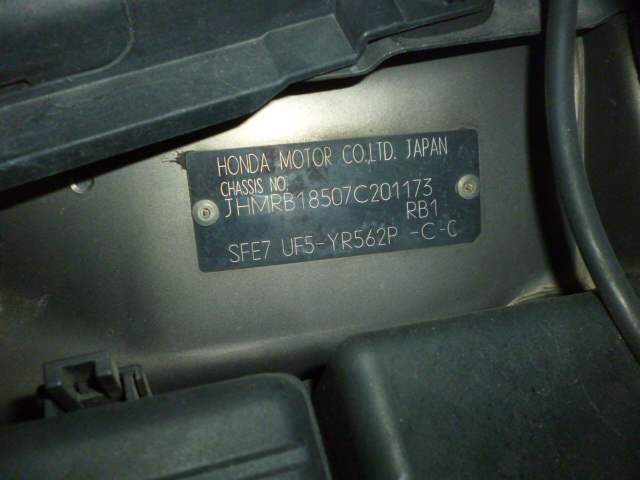 HONDA MOTOR CO.,LTD. JAPAN
CHASSIS NO.
JHMRB18507C201173
RB1
SFE7 UF5-YR562P -C-C